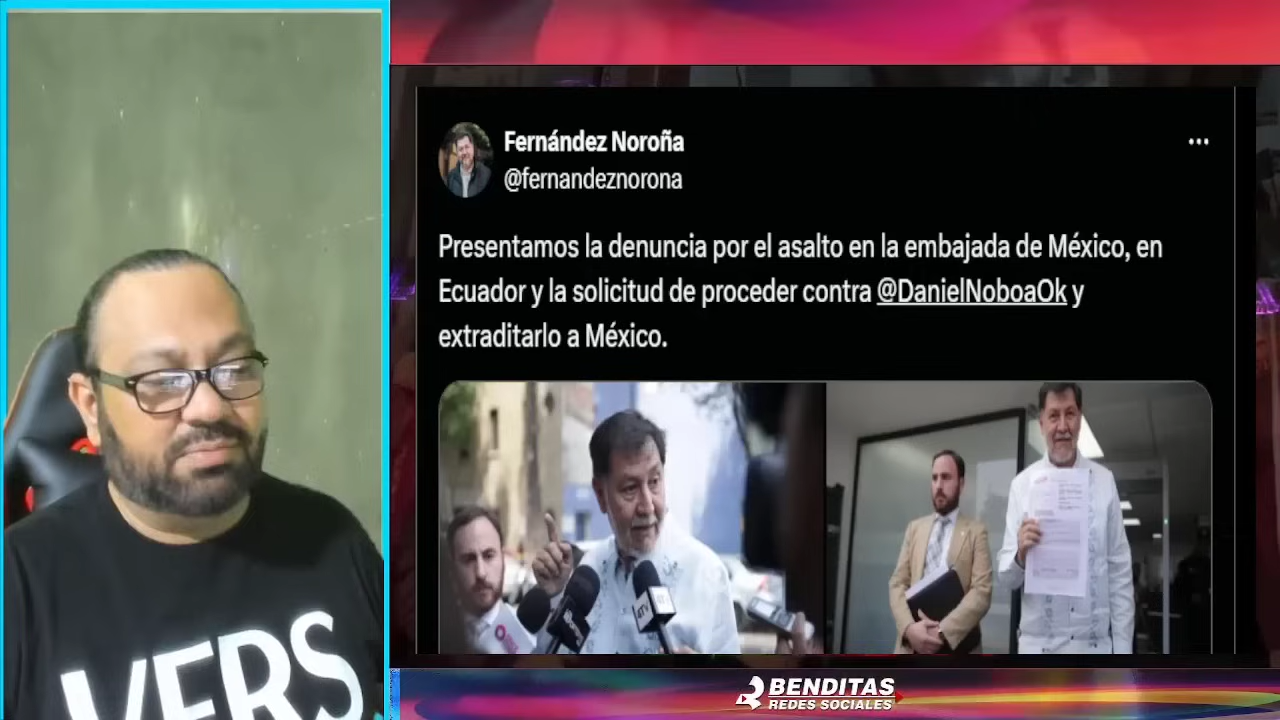 Fernández Noroña
@fernandeznorona
Presentamos la denuncia por el asalto en la embajada de México, en
Ecuador y la solicitud de proceder contra @DanielNoboaOk y
extraditarlo a México.
VERS
BENDITAS
REDES SOCIALES